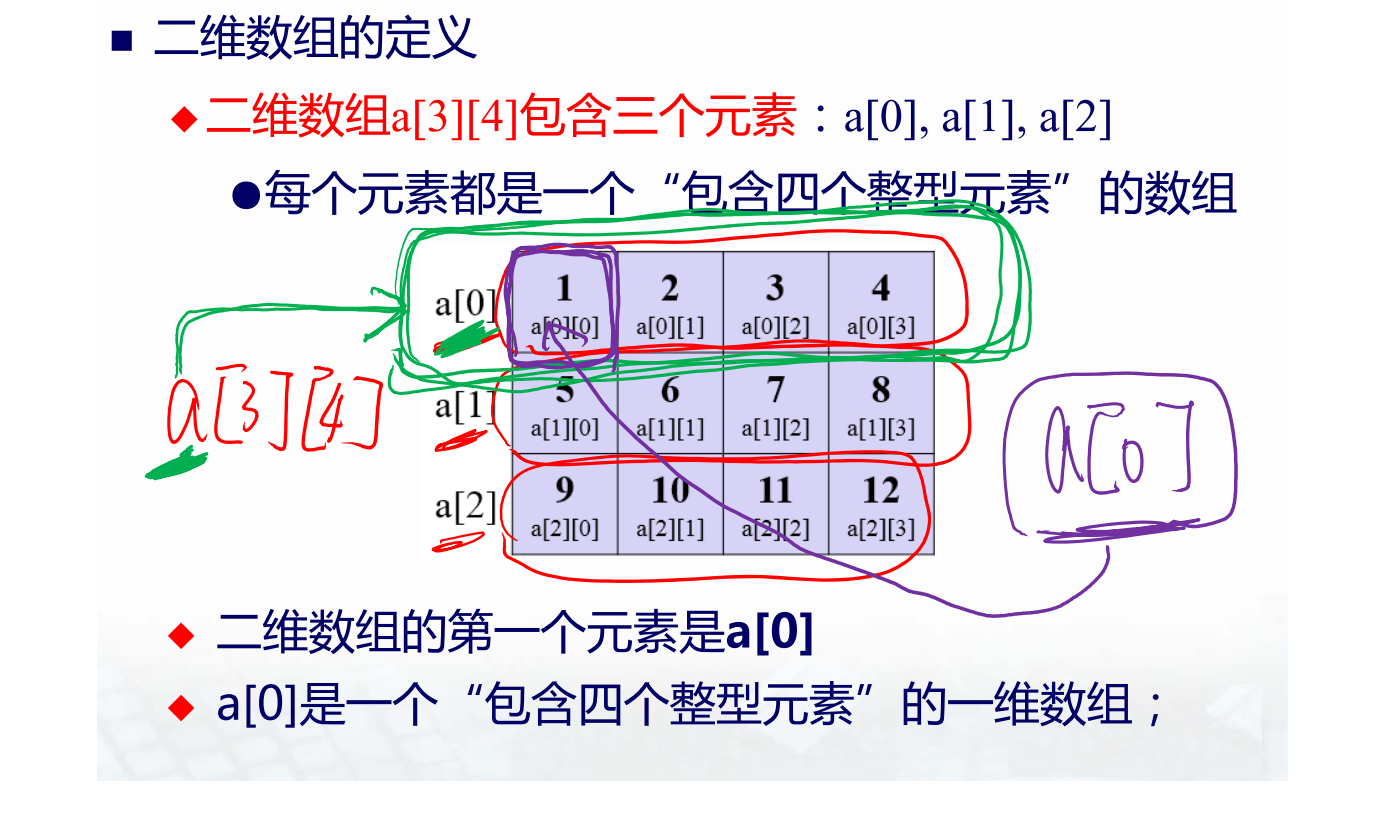 ■ 二维数组的定义
◆二维数组a[3][4]包含三个元素：a[0], a[1], a[2]
●每个元素都是一个“包含四个整型元素”的数组
a[0] 1 2 3 4
a[0][0] a[0][1] a[0][2] a[0][3]
a[3][4]
a[1] 5 6 7 8
a[1][0] a[1][1] a[1][2] a[1][3]
a[0]
a[2] 9 10 11 12
a[2][0] a[2][1] a[2][2] a[2][3]
◆ 二维数组的第一个元素是a[0]
◆ a[0]是一个“包含四个整型元素”的一维数组；